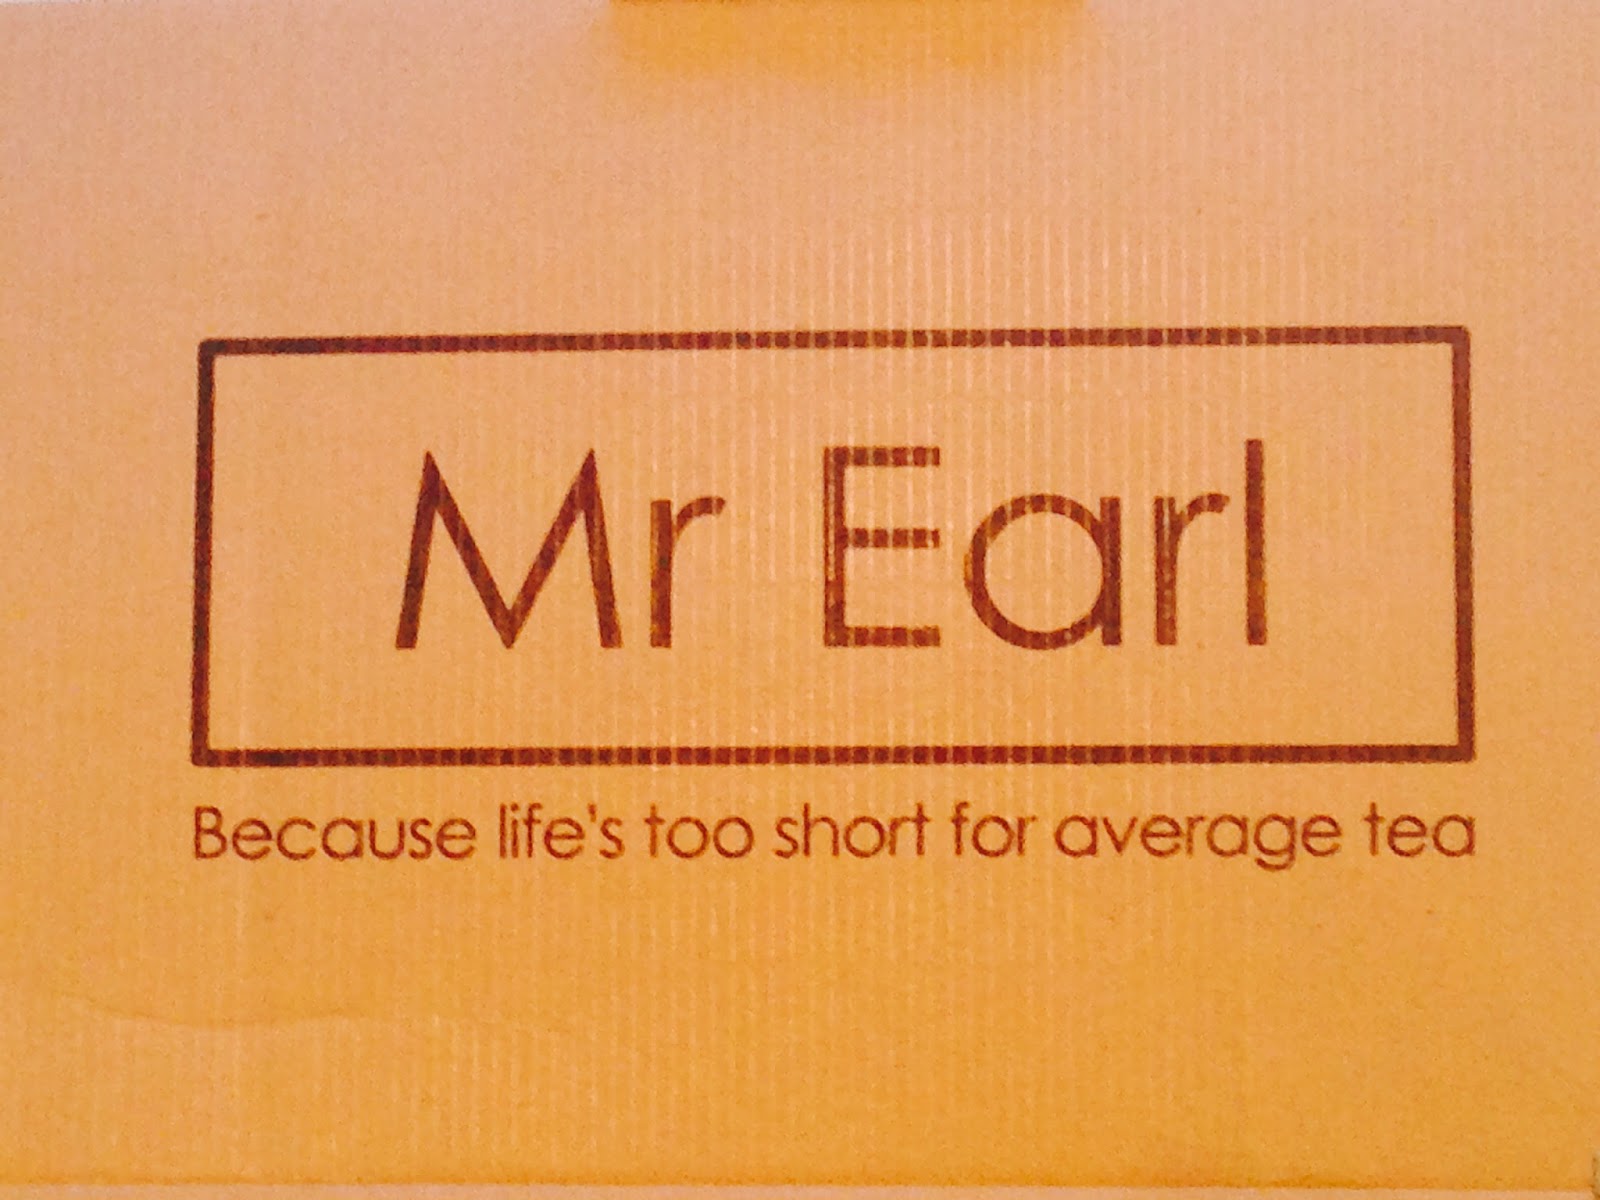 Mr Earl
Because life's too short for average tea